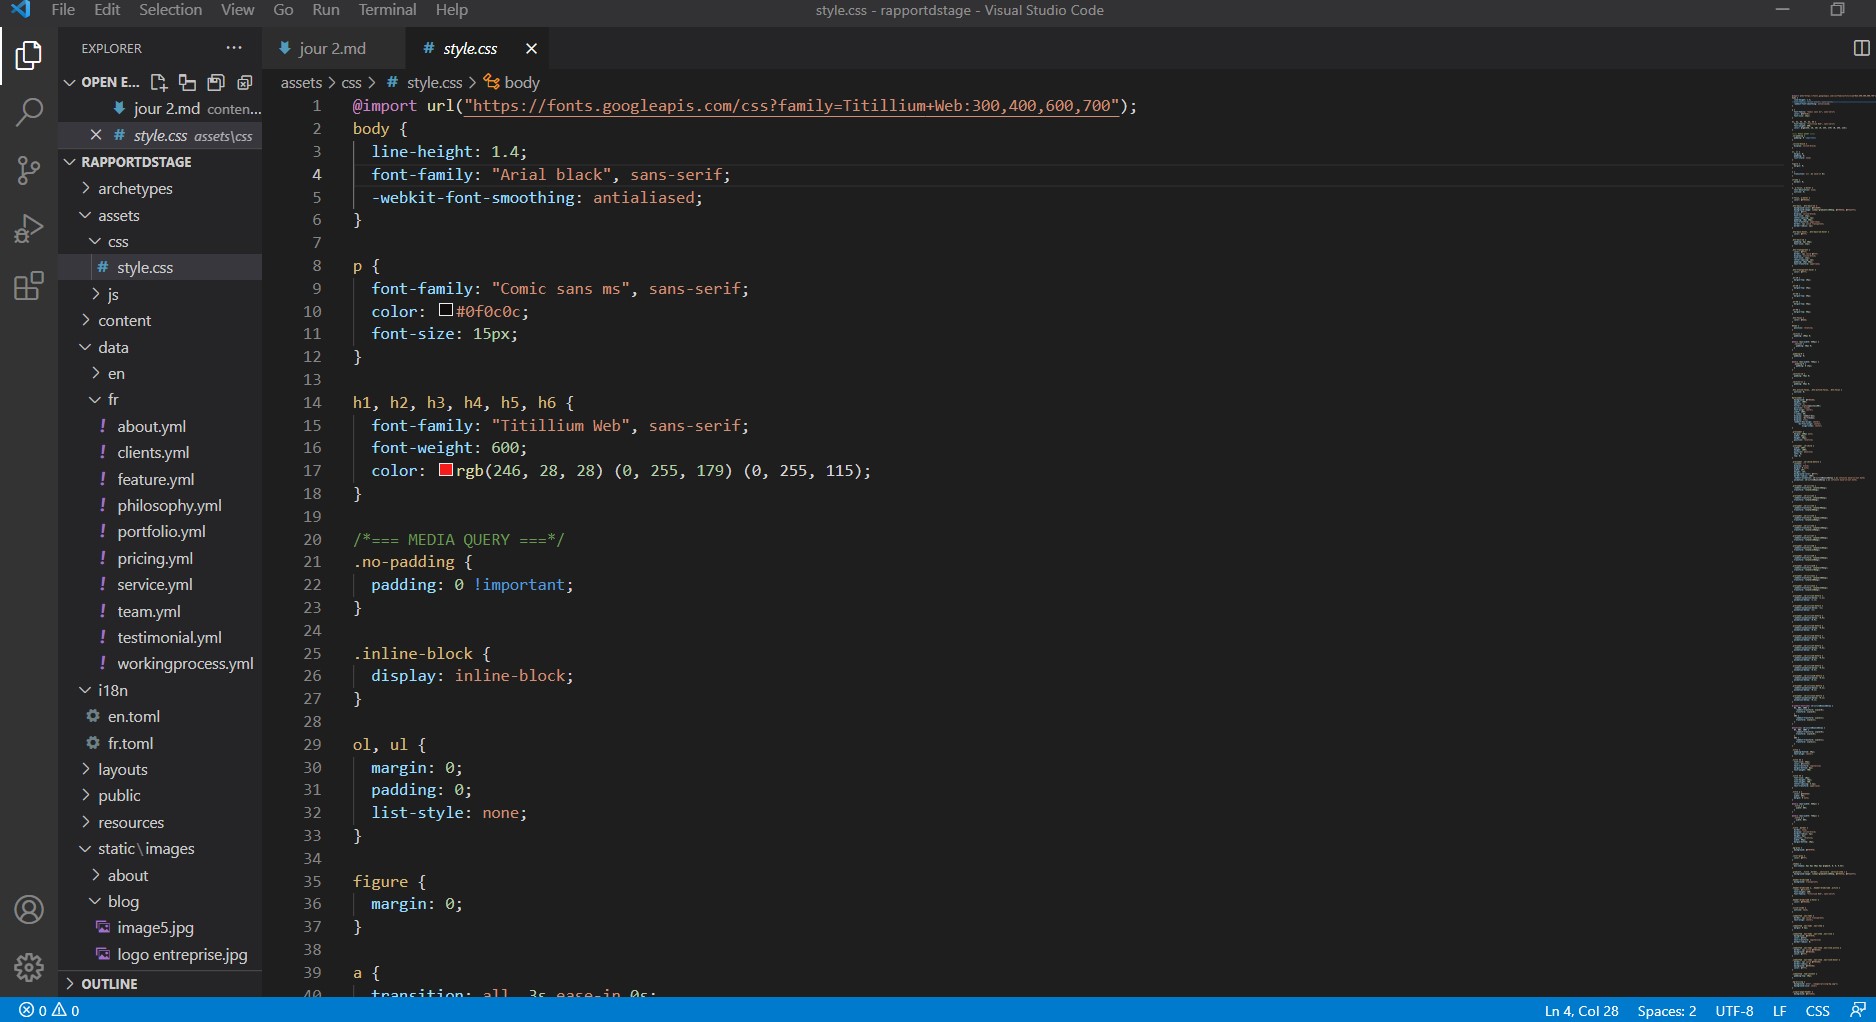 File Edit Selection View Go Run Terminal Help
style.css - rapportdstage - Visual Studio Code
EXPLORER
OPEN E...
jour 2.md conten...
style.css assets\css
RAPPORTDSTAGE
archetypes
assets
css
style.css
js
content
data
en
fr
about.yml
clients.yml
feature.yml
philosophy.yml
portfolio.yml
pricing.yml
service.yml
team.yml
testimonial.yml
workingprocess.yml
i18n
en.toml
fr.toml
layouts
public
resources
static\images
about
blog
image5.jpg
logo entreprise.jpg
OUTLINE
jour 2.md
# style.css
assets > css > # style.css > body
1 @import url("https://fonts.googleapis.com/css?family=Titillium+Web:300,400,600,700");
2 body {
3 line-height: 1.4;
4 font-family: "Arial black", sans-serif;
5 -webkit-font-smoothing: antialiased;
6 }
7
8 p {
9 font-family: "Comic sans ms", sans-serif;
10 color: #0f0c0c;
11 font-size: 15px;
12 }
13
14 h1, h2, h3, h4, h5, h6 {
15 font-family: "Titillium Web", sans-serif;
16 font-weight: 600;
17 color: rgb(246, 28, 28) (0, 255, 179) (0, 255, 115);
18 }
19
20 /*=== MEDIA QUERY ===*/
21 .no-padding {
22 padding: 0 !important;
23 }
24
25 .inline-block {
26 display: inline-block;
27 }
28
29 ol, ul {
30 margin: 0;
31 padding: 0;
32 list-style: none;
33 }
34
35 figure {
36 margin: 0;
37 }
38
39 a {
40 transition: all .3s ease-in 0s;
0 0
Ln 4, Col 28 Spaces: 2 UTF-8 LF CSS